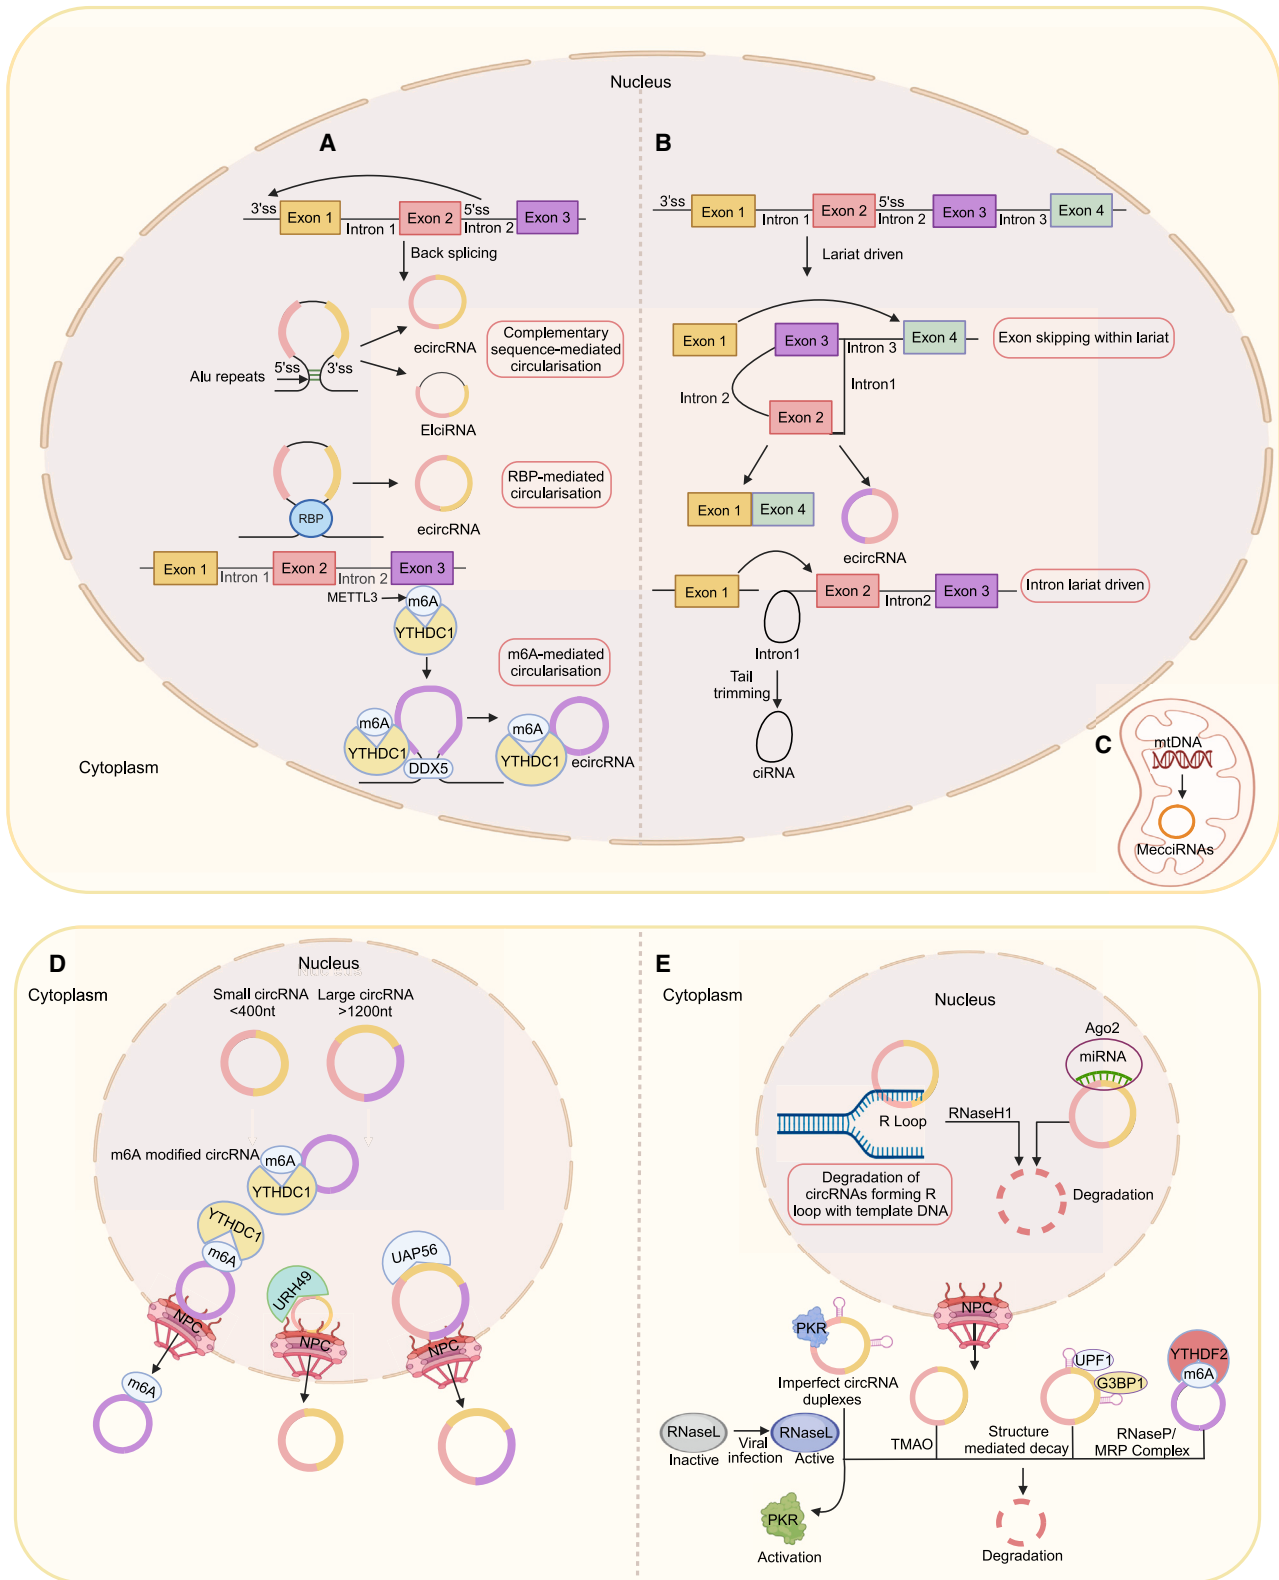 Nucleus
A
3'ss
Exon 1
Intron 1
Exon 2
5'ss
Intron 2
Exon 3
Back splicing
ecircRNA
Complementary
sequence-mediated
circularisation
5'ss
3'ss
Alu repeats
ElciRNA
RBP
ecircRNA
RBP-mediated
circularisation
Exon 1
Intron 1
Exon 2
Intron 2
Exon 3
METTL3
m6A
YTHDC1
m6A-mediated
circularisation
m6A
YTHDC1
DDX5
m6A
YTHDC1
ecircRNA
Cytoplasm
B
3'ss
Exon 1
Intron 1
Exon 2
5'ss
Intron 2
Exon 3
Intron 3
Exon 4
Lariat driven
Exon 1
Exon 3
Intron 3
Exon 4
Exon skipping within lariat
Intron 2
Intron1
Exon 2
Exon 1
Exon 4
ecircRNA
Exon 1
Exon 2
Intron2
Exon 3
Intron lariat driven
Intron1
Tail
trimming
ciRNA
C
mtDNA
MecciRNAs
D
Nucleus
Cytoplasm
Small circRNA
<400nt
Large circRNA
>1200nt
m6A modified circRNA
m6A
YTHDC1
YTHDC1
m6A
NPC
m6A
URH49
NPC
UAP56
NPC
E
Cytoplasm
Nucleus
Ago2
miRNA
R Loop
RNaseH1
Degradation of
circRNAs forming R
loop with template DNA
Degradation
NPC
PKR
Imperfect circRNA
duplexes
UPF1
G3BP1
YTHDF2
m6A
RNaseL
Inactive
Viral
infection
RNaseL
Active
TMAO
Structure
mediated decay
RNaseP/
MRP Complex
PKR
Activation
Degradation